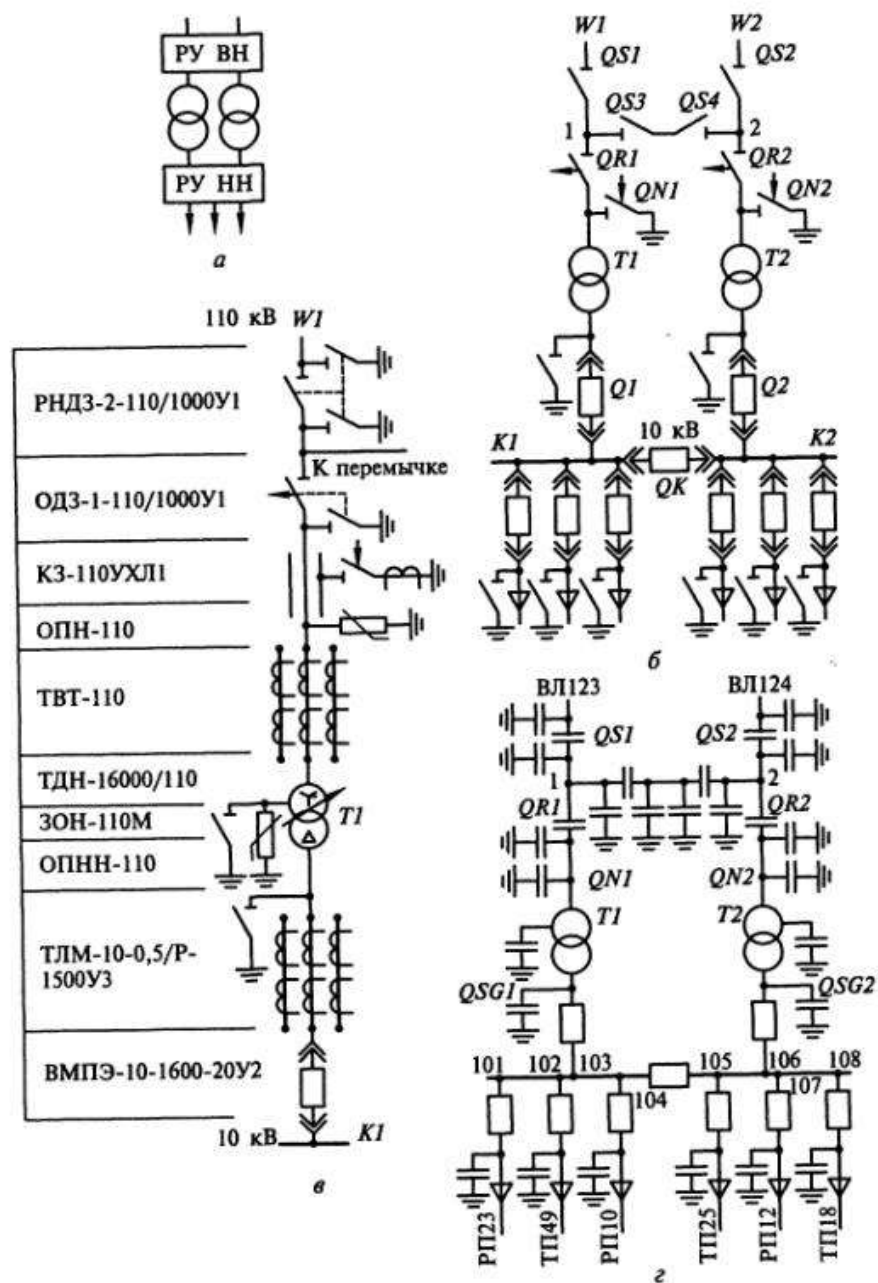 РУ ВН
РУ НН
а
W1 W2
QS1 QS2
QS3 QS4
1 2
QR1 QR2
QN1 QN2
T1 T2
Q1 Q2
10 кВ
K1 K2
QK
б
110 кВ W1
РНДЗ-2-110/1000У1
К перемычке
ОДЗ-1-110/1000У1
КЗ-110УХЛ1
ОПН-110
ТВТ-110
ТДН-16000/110
T1
ЗОН-110М
ОПНН-110
ТЛМ-10-0,5/Р-
1500У3
ВМПЭ-10-1600-20У2
10 кВ K1
в
ВЛ123 ВЛ124
QS1 QS2
1 2
QR1 QR2
QN1 QN2
T1 T2
QSG1 QSG2
101 102 103 105 106 108
104 107
РП23 ТП49 РП10 ТП25 РП12 ТП18
г